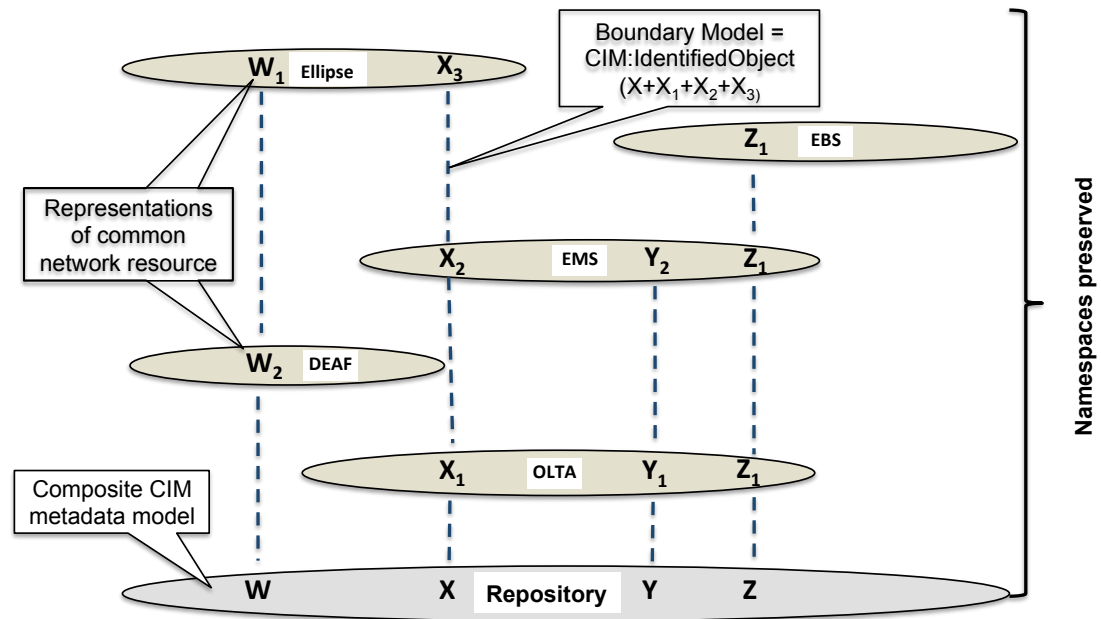 Boundary Model =
CIM:IdentifiedObject
(X+X₁+X₂+X₃)
W₁ Ellipse X₃
Z₁ EBS
Representations
of common
network resource
X₂ EMS Y₂ Z₁
W₂ DEAF
X₁ OLTA Y₁ Z₁
Composite CIM
metadata model
W X Repository Y Z
Namespaces preserved